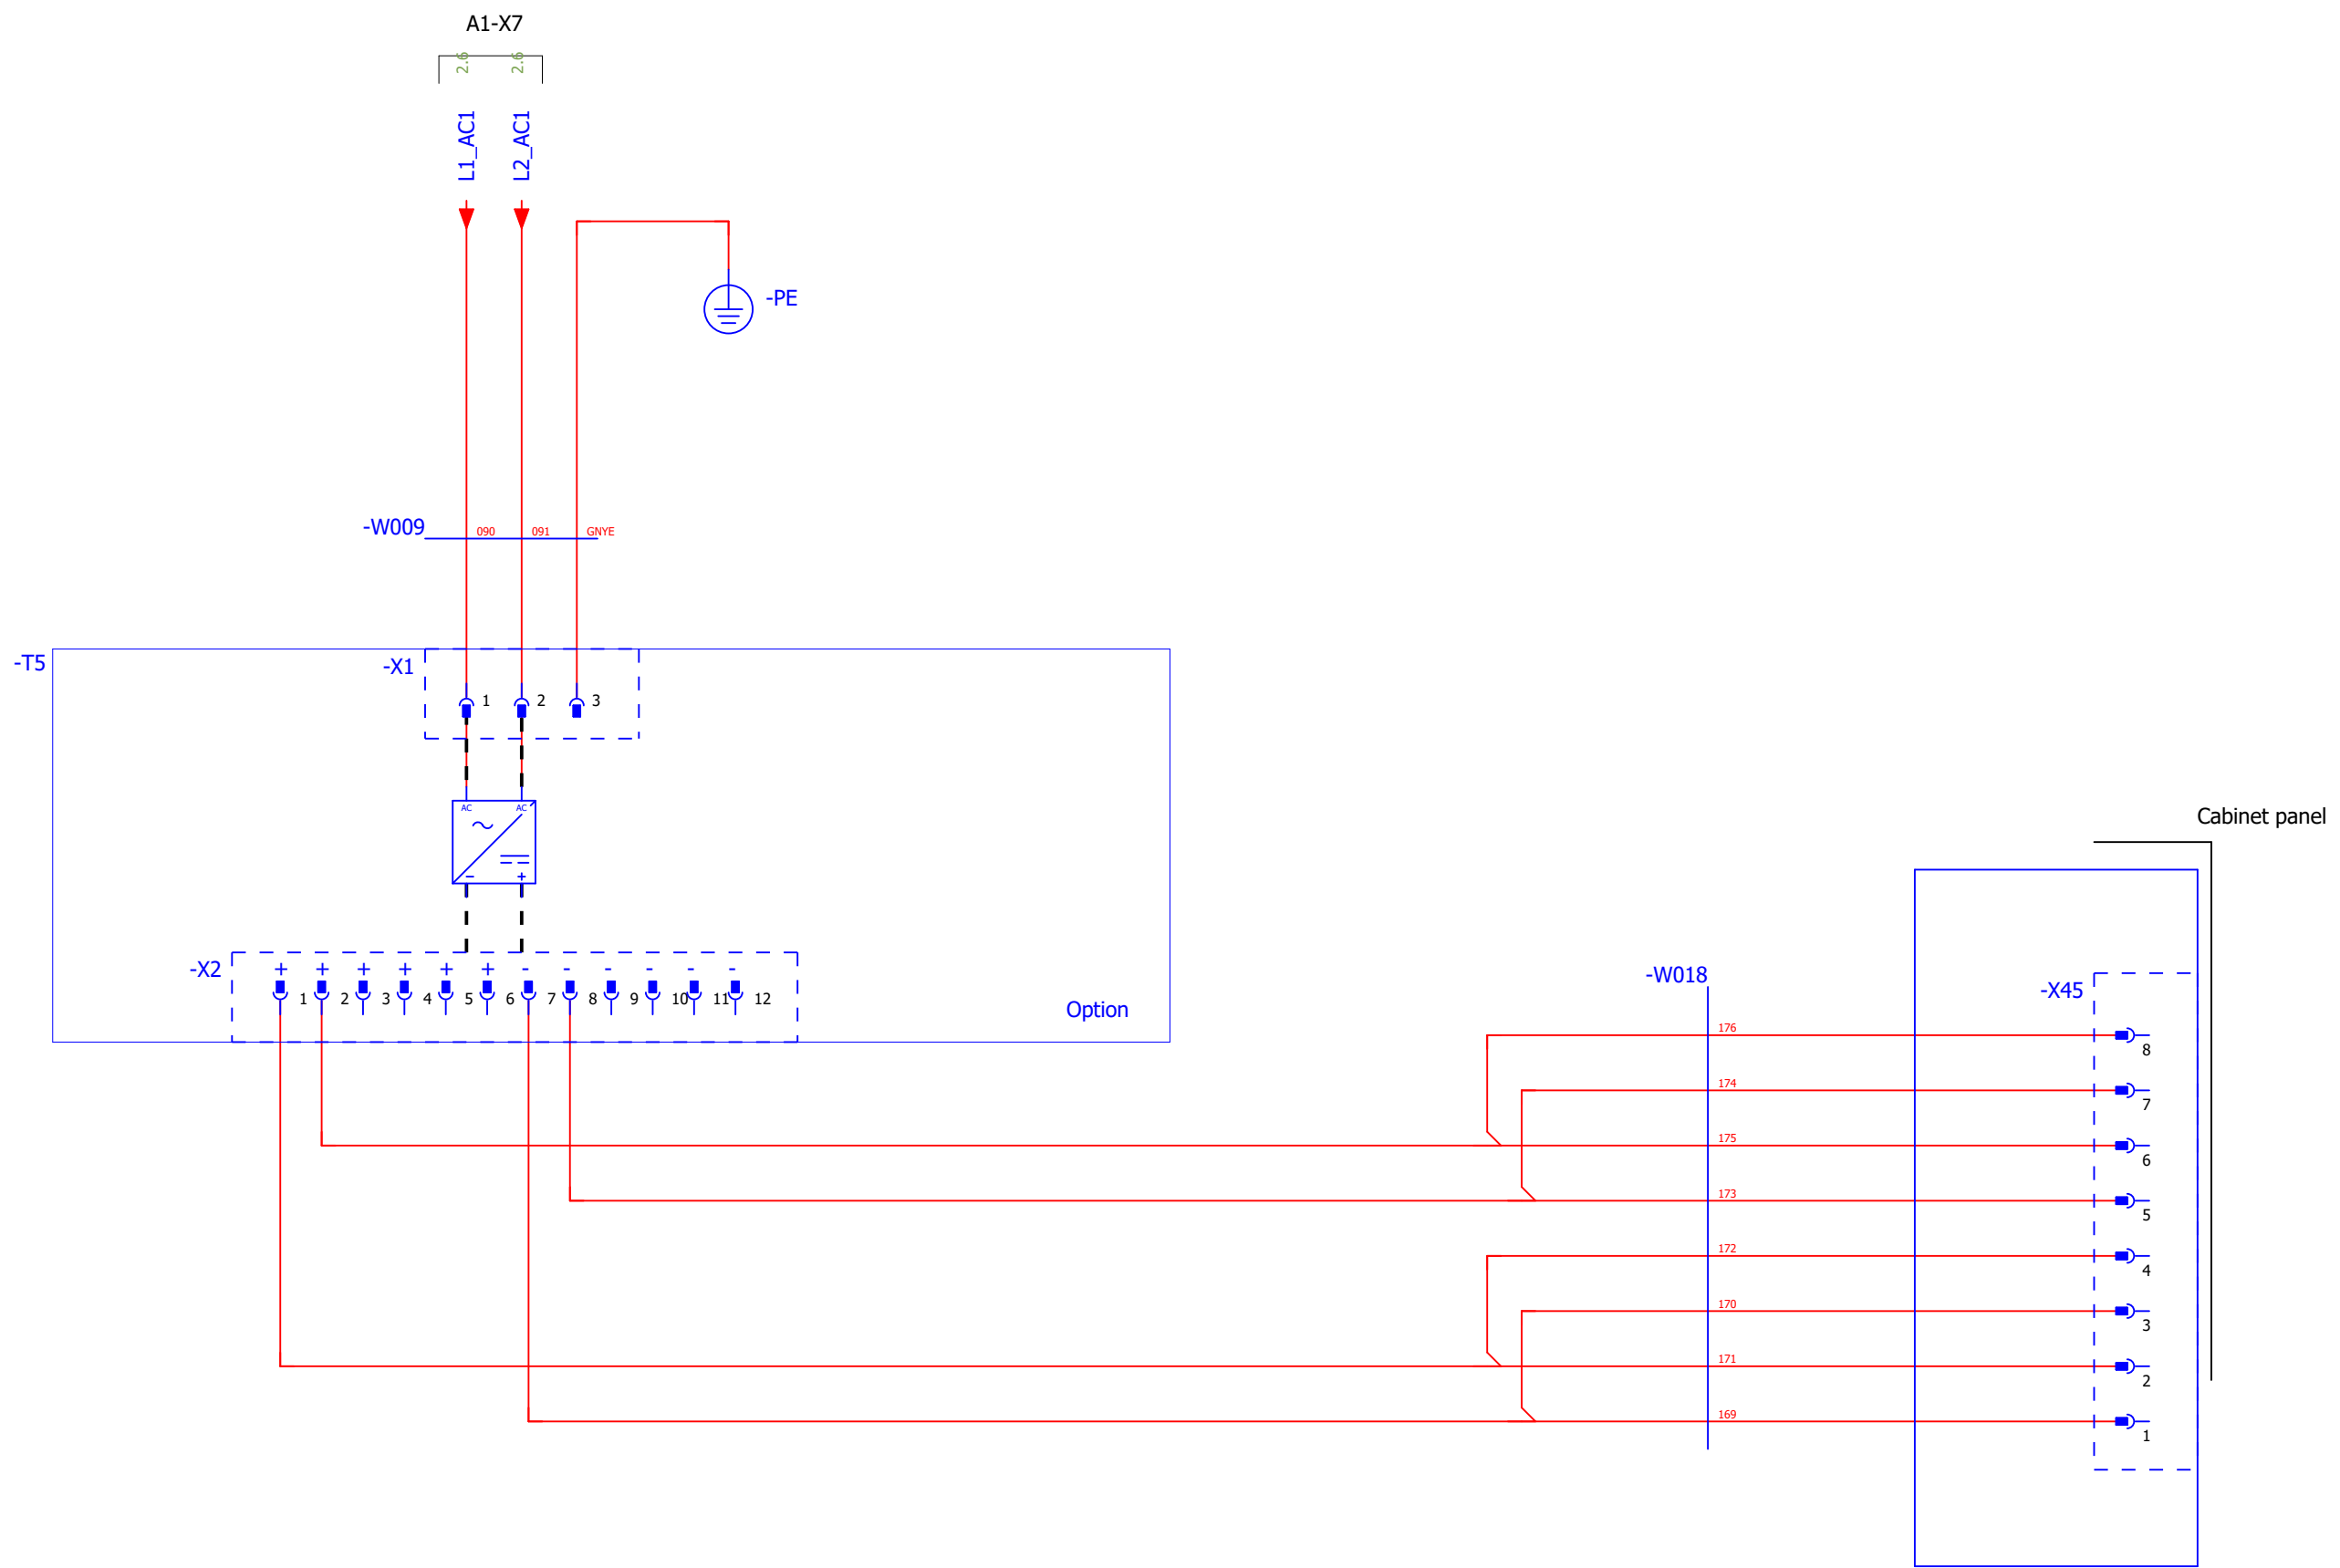 A1-X7
2.6 2.6
L1_AC1 L2_AC1
-PE
-W009 090 091 GNYE
-T5
-X1
1 2 3
AC AC
Cabinet panel
- +
-X2 + + + + + + - - - - - -
1 2 3 4 5 6 7 8 9 10 11 12
Option
-W018
-X45
176
8
174
7
175
6
173
5
172
4
170
3
171
2
169
1